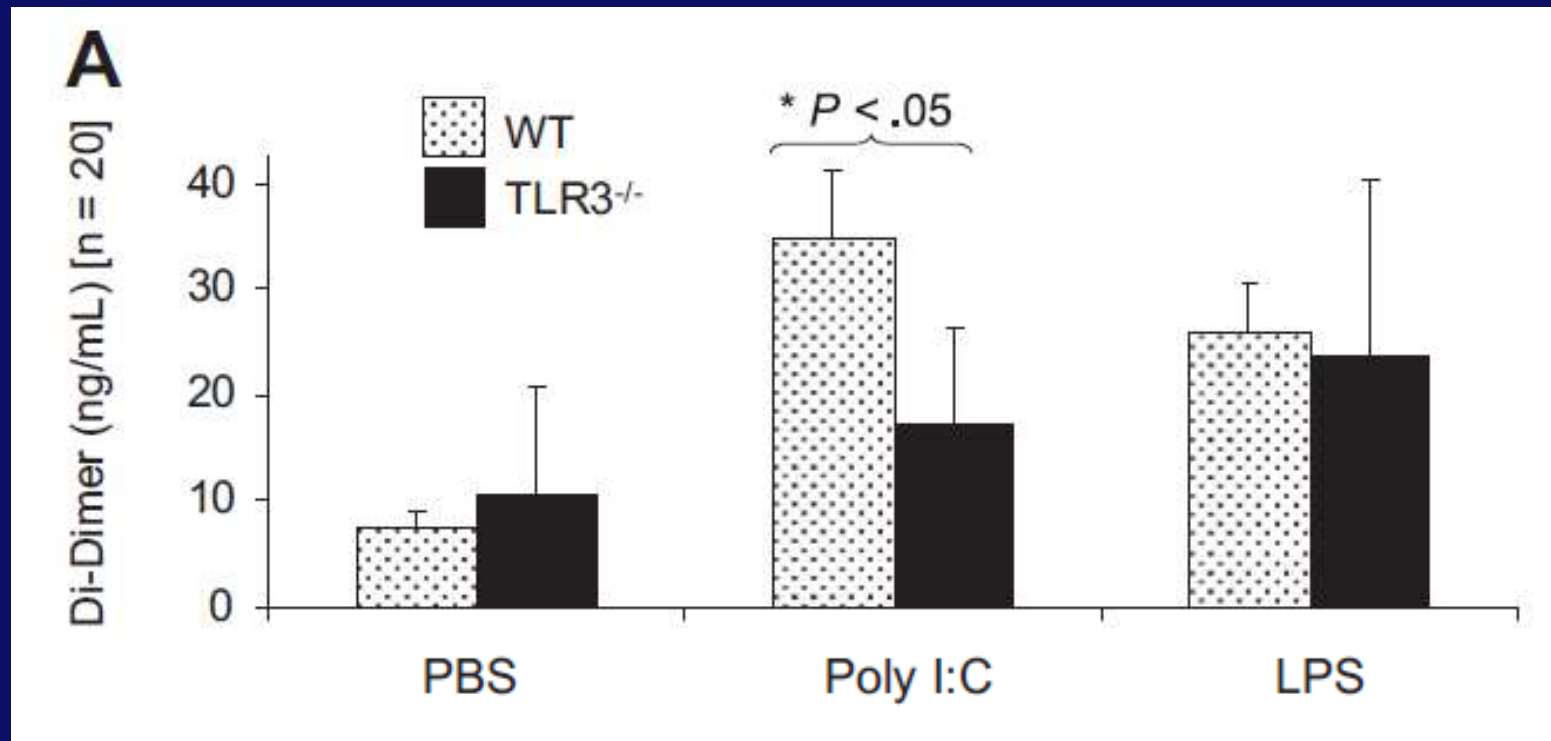 A
Di-Dimer (ng/mL) [n = 20]
WT
TLR3-/-
* P < .05
40
30
20
10
0
PBS Poly I:C LPS